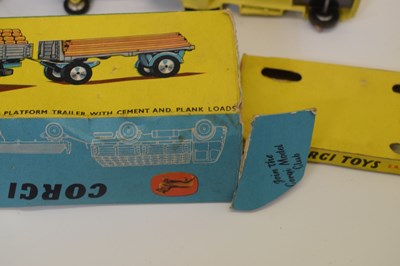 PLATFORM TRAILER WITH CEMENT AND PLANK LOADS
CORGI
Join the
Corgi Model
Club
RGI TOYS